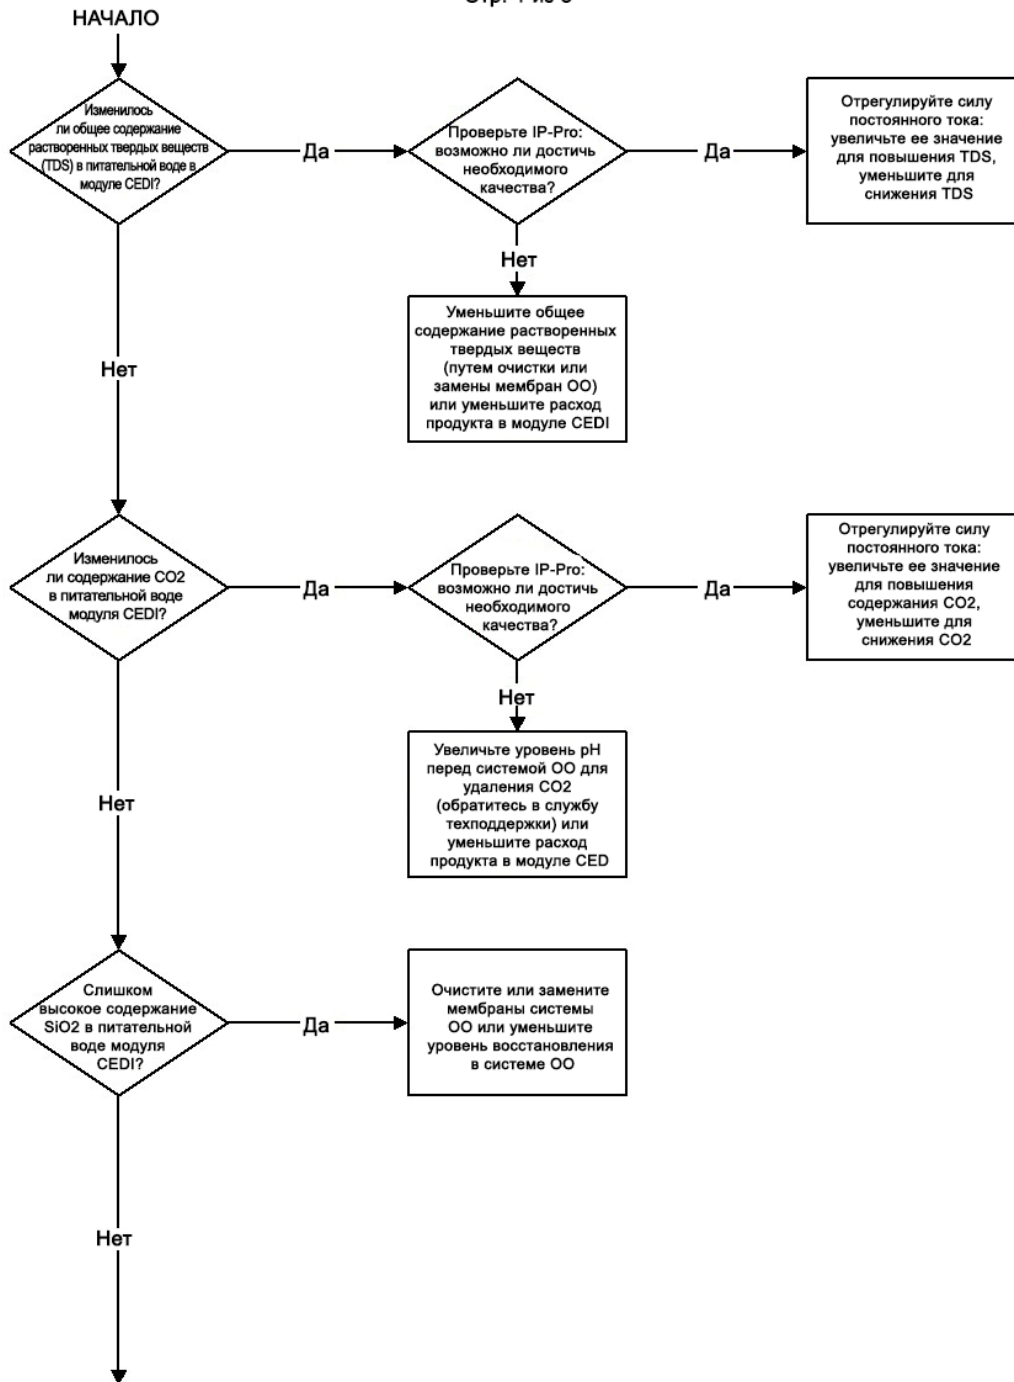 НАЧАЛО
Изменилось
ли общее содержание
растворенных твердых веществ
(TDS) в питательной воде в
модуле CEDI?
Да
Проверьте IP-Pro:
возможно ли достичь
необходимого
качества?
Да
Отрегулируйте силу
постоянного тока:
увеличьте ее значение
для повышения TDS,
уменьшите для
снижения TDS
Нет
Уменьшите общее
содержание растворенных
твердых веществ
(путем очистки или
замены мембран ОО)
или уменьшите расход
продукта в модуле CEDI
Нет
Изменилось
ли содержание CO2
в питательной воде
модуля CEDI?
Да
Проверьте IP-Pro:
возможно ли достичь
необходимого
качества?
Да
Отрегулируйте силу
постоянного тока:
увеличьте ее значение
для повышения
содержания CO2,
уменьшите для
снижения CO2
Нет
Увеличьте уровень pH
перед системой ОО для
удаления CO2
(обратитесь в службу
техподдержки) или
уменьшите расход
продукта в модуле CED
Нет
Слишком
высокое содержание
SiO2 в питательной
воде модуля
CEDI?
Да
Очистите или замените
мембраны системы
ОО или уменьшите
уровень восстановления
в системе ОО
Нет